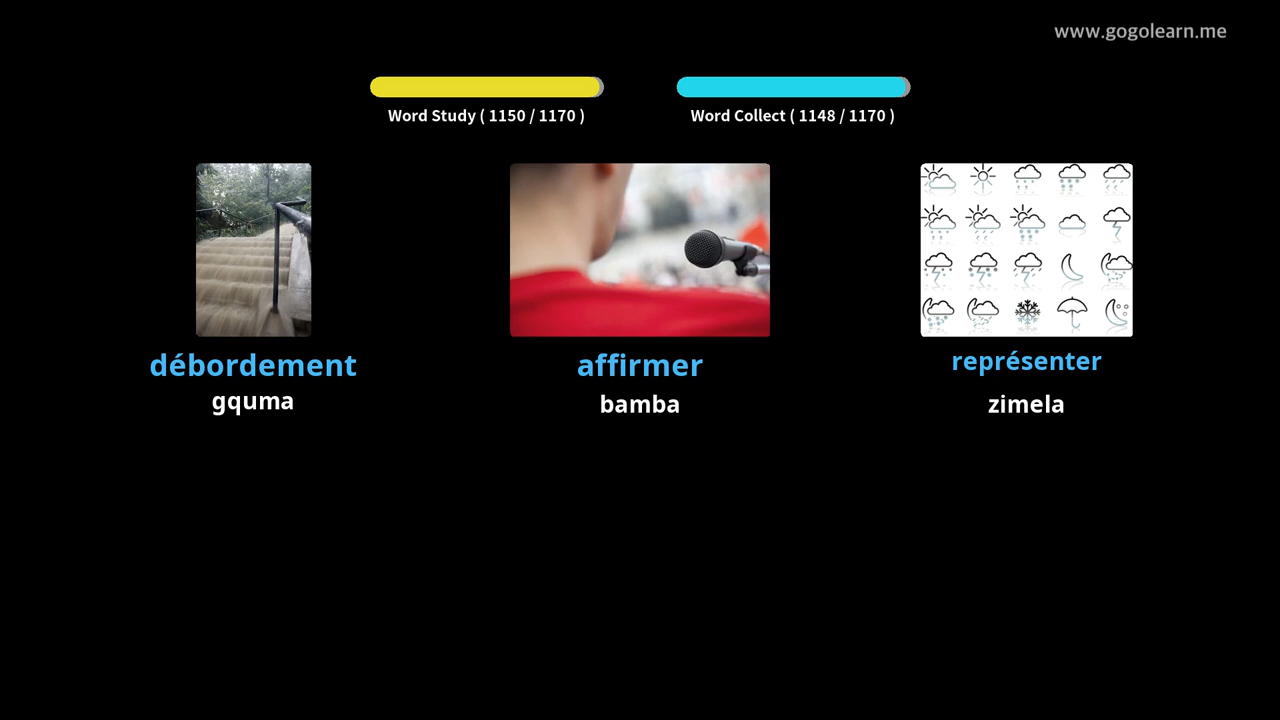 www.gogolearn.me
Word Study ( 1150 / 1170 )
Word Collect ( 1148 / 1170 )
débordement
gquma
affirmer
bamba
représenter
zimela